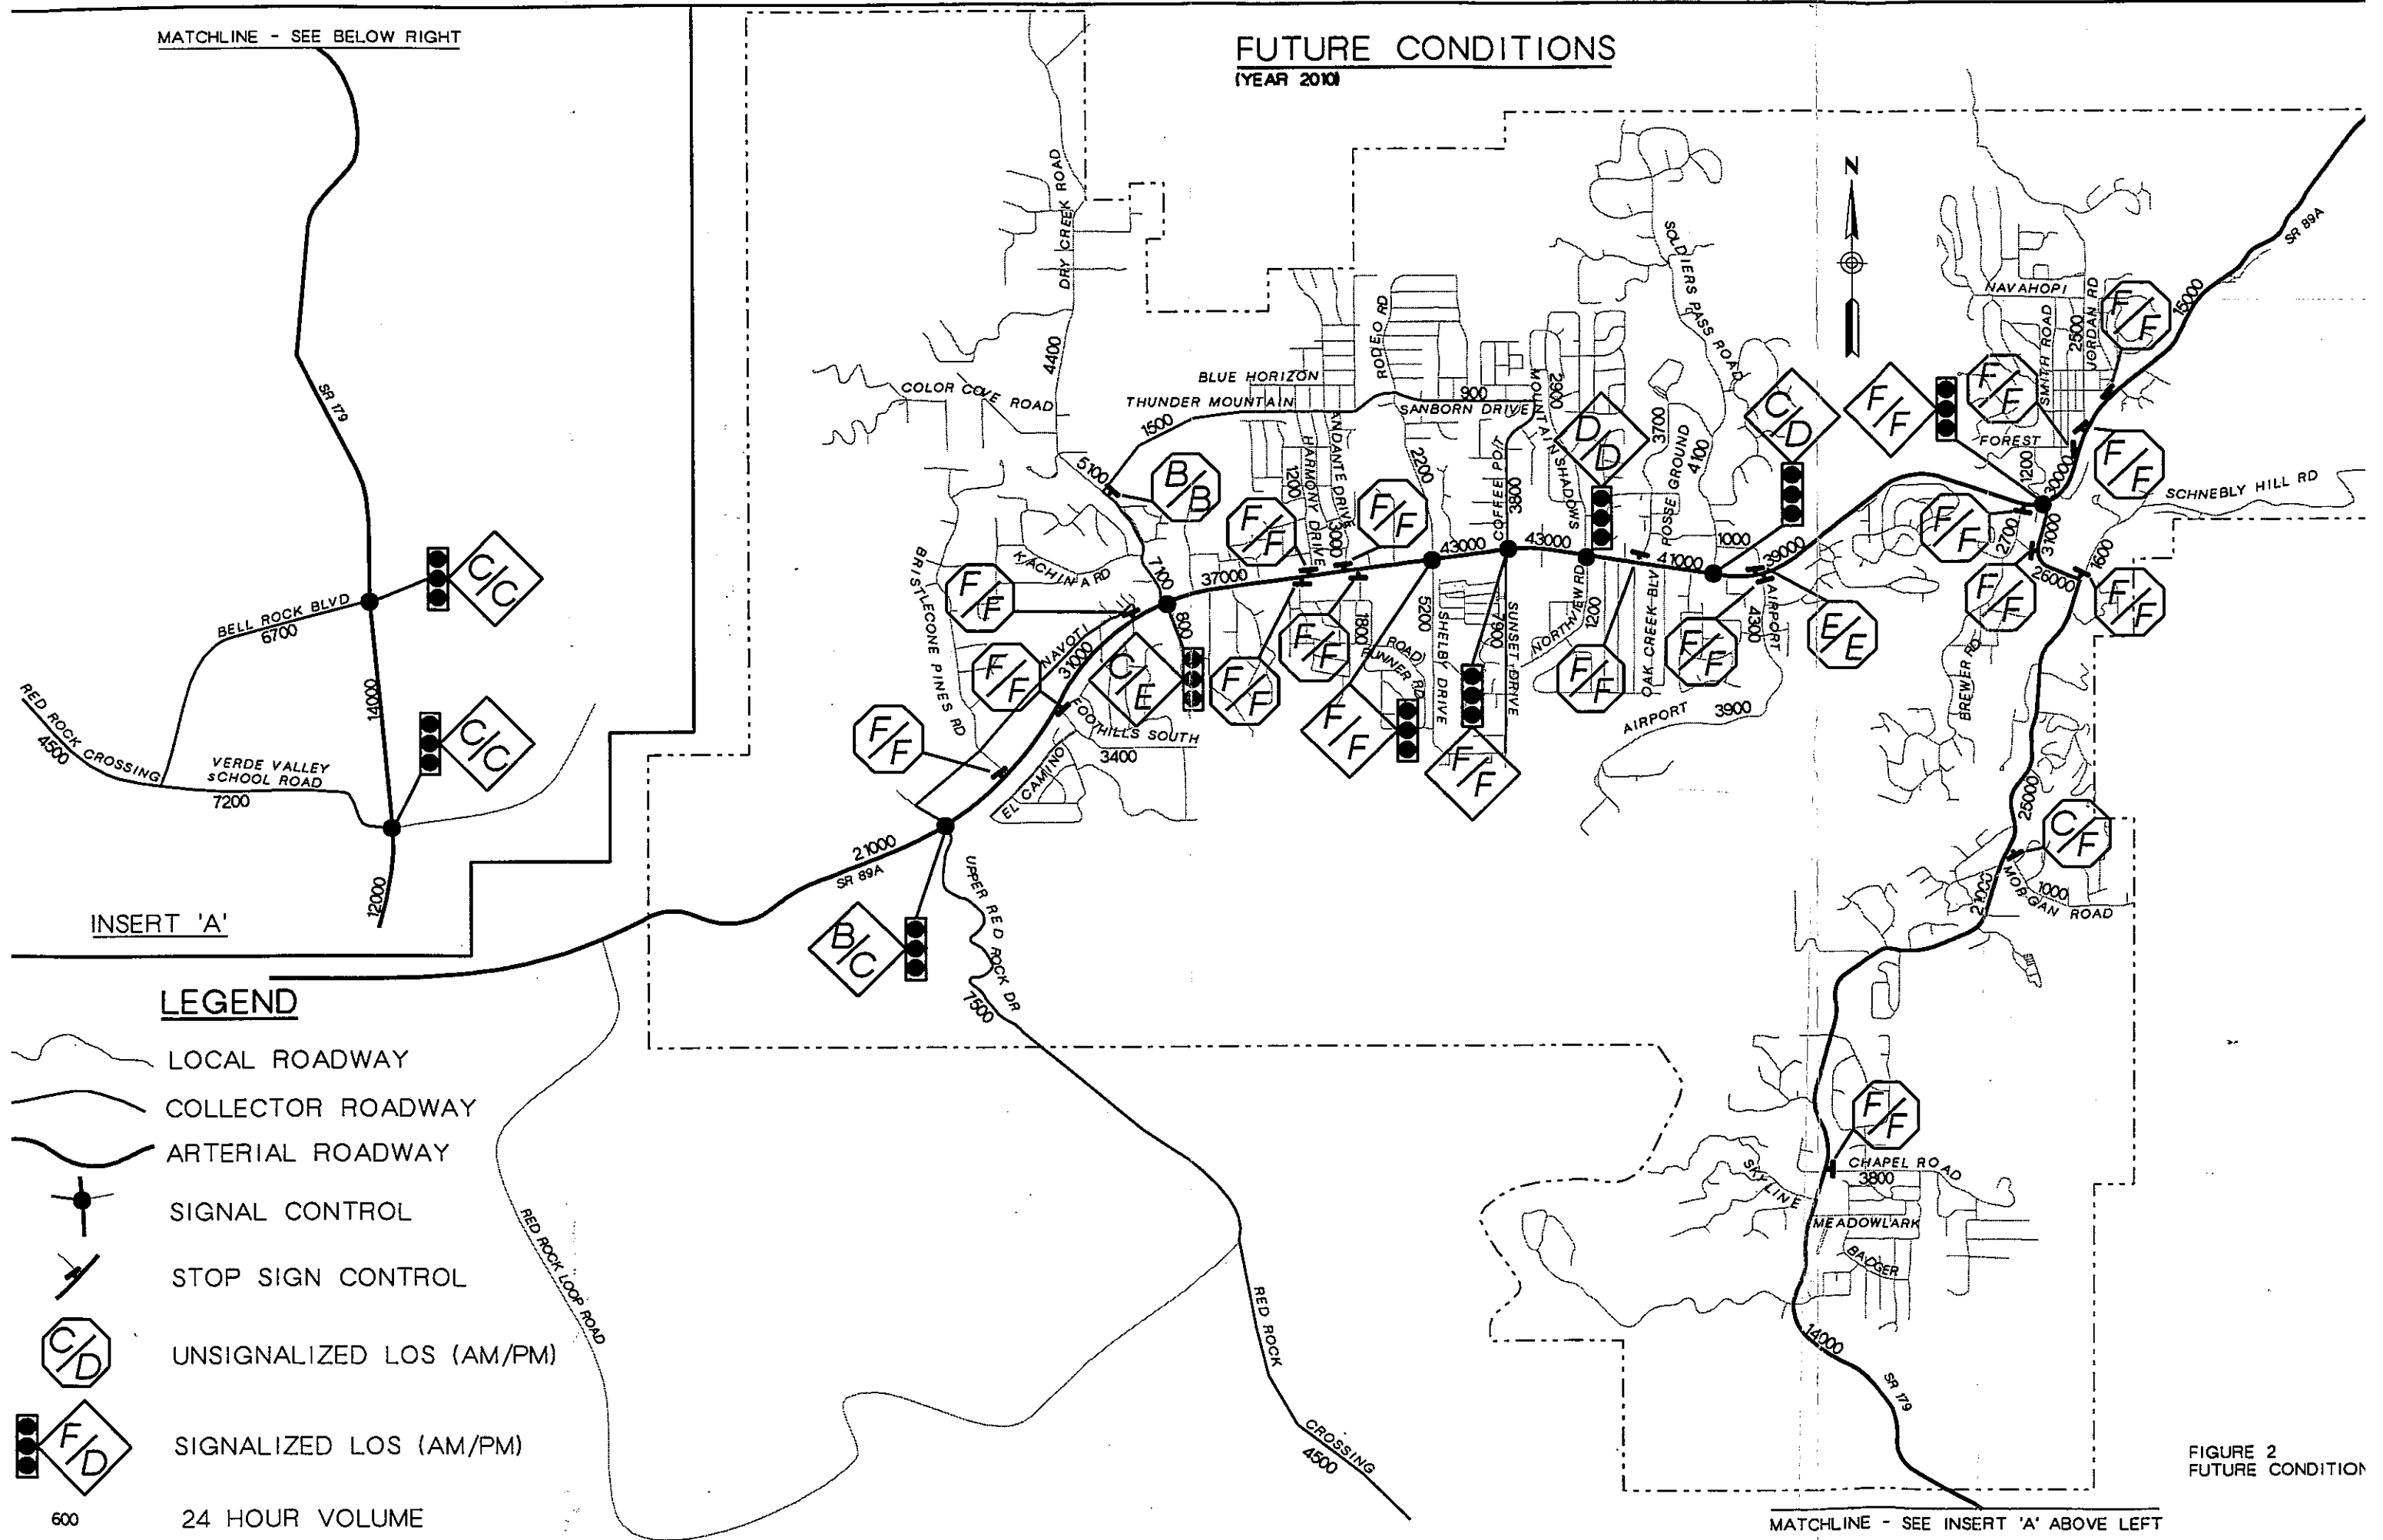 MATCHLINE - SEE BELOW RIGHT
SR 179
C/C
BELL ROCK BLVD
6700
14000
C/C
RED ROCK CROSSING
4500
VERDE VALLEY
SCHOOL ROAD
7200
12000
INSERT 'A'
FUTURE CONDITIONS
(YEAR 2010)
N
DRY CREEK ROAD
4400
COLOR COVE ROAD
BLUE HORIZON
THUNDER MOUNTAIN
1500
5100
B/B
RODEO RD
900
SANBORN DRIVE
MOUNTAIN SHADOWS
2900
D/D
SOLDIERS PASS ROAD
3700
POSSE GROUND
4100
C/D
F/F
F/E
SMITH ROAD
NAVAHOPI
2500
JORDAN RD
F/F
15000
SR 89A
FOREST
1200
30000
F/F
SCHNEBLY HILL RD
HARMONY DRIVE
1200
ANDANTE DRIVE
3000
F/F
F/F
2200
COFFEE POT
3800
KACHINA RD
BRISTLECONE PINES RD
7100
37000
43000
43000
41000
1000
39000
F/F
2700
31000
26000
1600
F/F
F/F
F/F
NAVOTI
31000
F/F
C/E
800
F/F
F/F
1800
ROAD
RUNNER RD
5200
SHELBY DRIVE
7900
SUNSET DRIVE
NORTHVIEW RD
1200
F/F
OAK CREEK BLV
F/F
4300
AIRPORT
E/E
AIRPORT 3900
BREWER RD
F/F
F/F
F/F
FOOTHILLS SOUTH
3400
EL CAMINO
21000
SR 89A
B/C
UPPER RED ROCK DR
7500
25000
C/F
21000
MORGAN ROAD
1000
F/F
CHAPEL ROAD
3800
SKYLINE
MEADOWLARK
BADGER
14000
SR 179
RED ROCK LOOP ROAD
RED ROCK
CROSSING
4500
LEGEND
LOCAL ROADWAY
COLLECTOR ROADWAY
ARTERIAL ROADWAY
SIGNAL CONTROL
STOP SIGN CONTROL
C/D UNSIGNALIZED LOS (AM/PM)
F/D SIGNALIZED LOS (AM/PM)
600 24 HOUR VOLUME
FIGURE 2
FUTURE CONDITION
MATCHLINE - SEE INSERT 'A' ABOVE LEFT